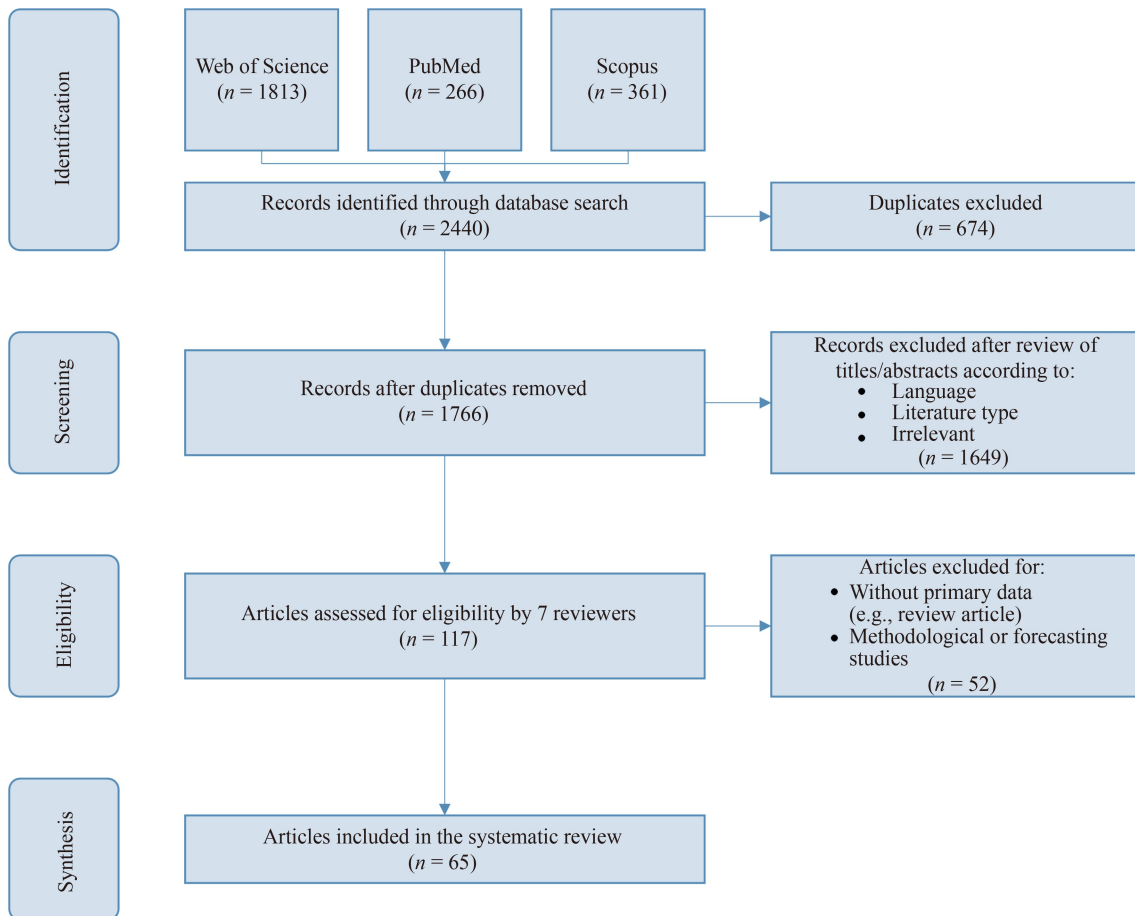 Identification
Web of Science
(n = 1813)
PubMed
(n = 266)
Scopus
(n = 361)
Records identified through database search
(n = 2440)
Duplicates excluded
(n = 674)
Screening
Records after duplicates removed
(n = 1766)
Records excluded after review of
titles/abstracts according to:
• Language
• Literature type
• Irrelevant
(n = 1649)
Eligibility
Articles assessed for eligibility by 7 reviewers
(n = 117)
Articles excluded for:
• Without primary data
(e.g., review article)
• Methodological or forecasting
studies
(n = 52)
Synthesis
Articles included in the systematic review
(n = 65)